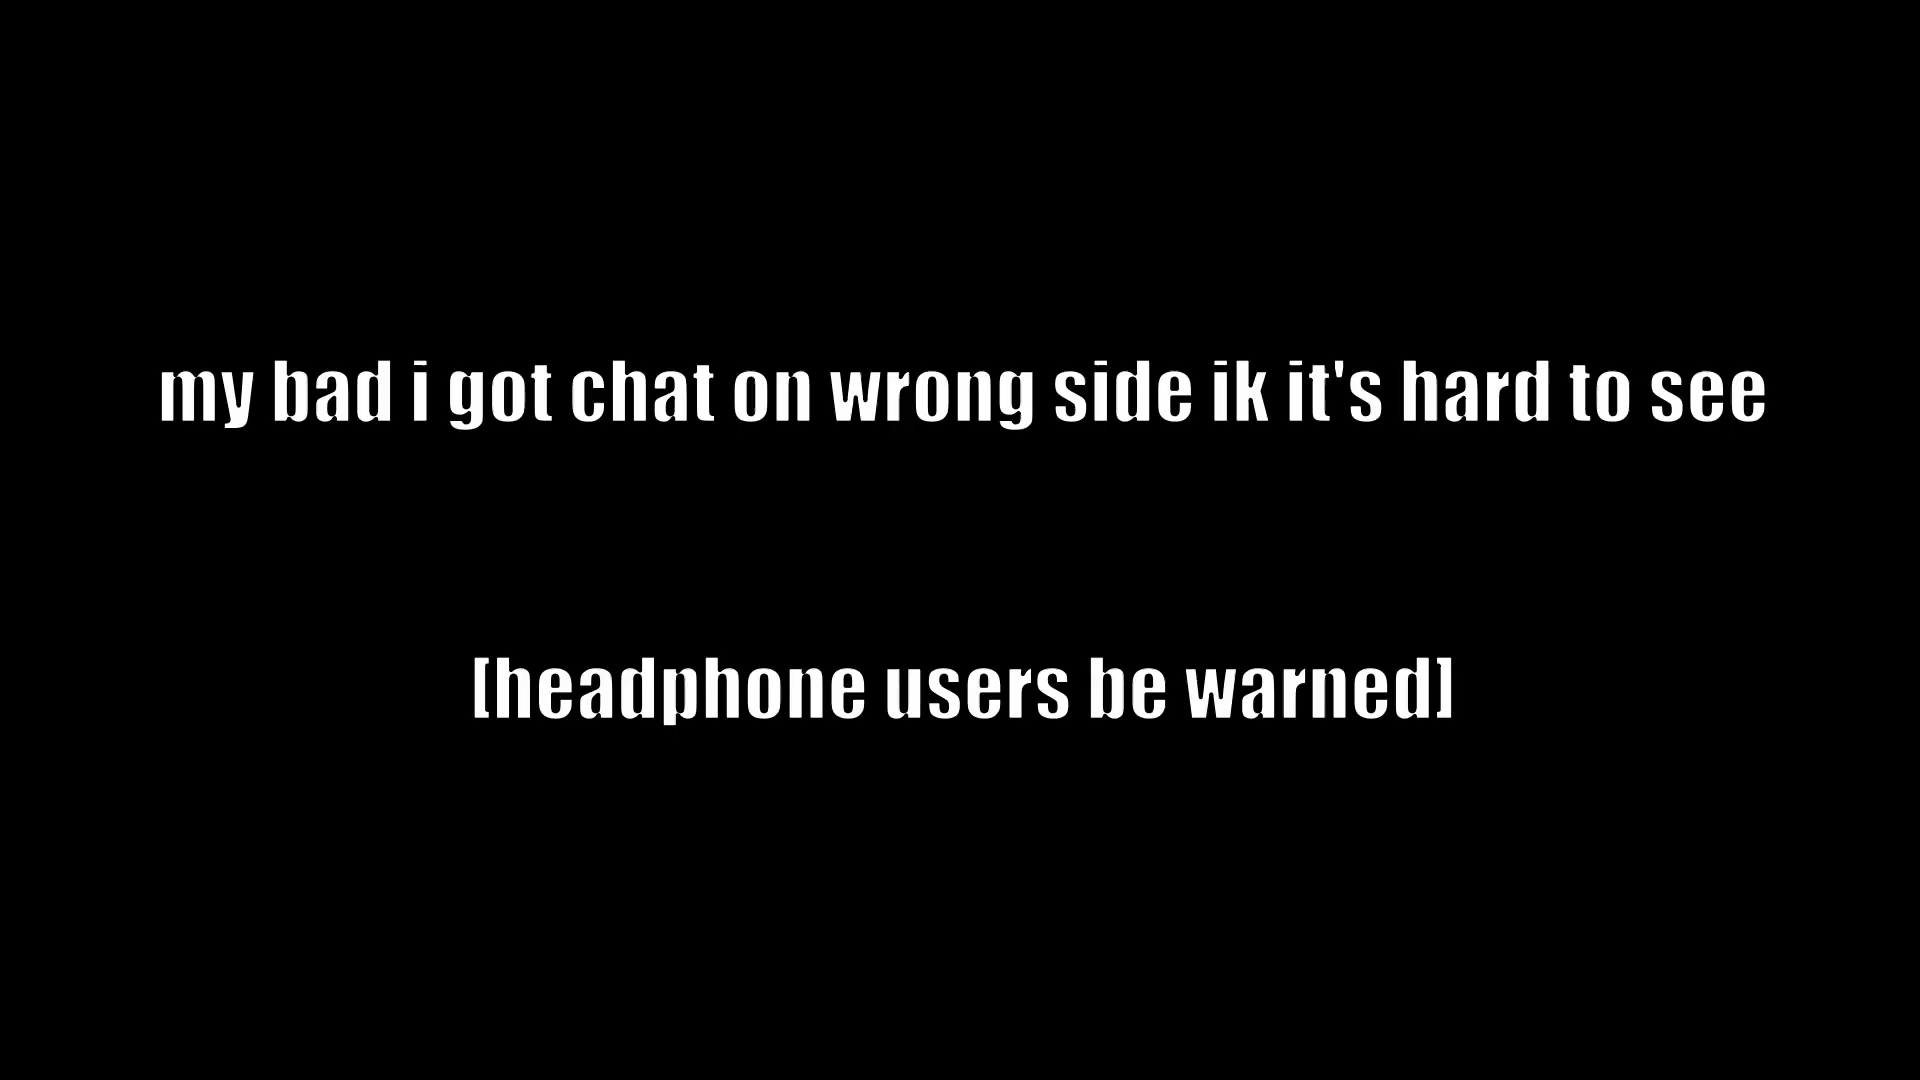 my bad i got chat on wrong side ik it's hard to see
[headphone users be warned]